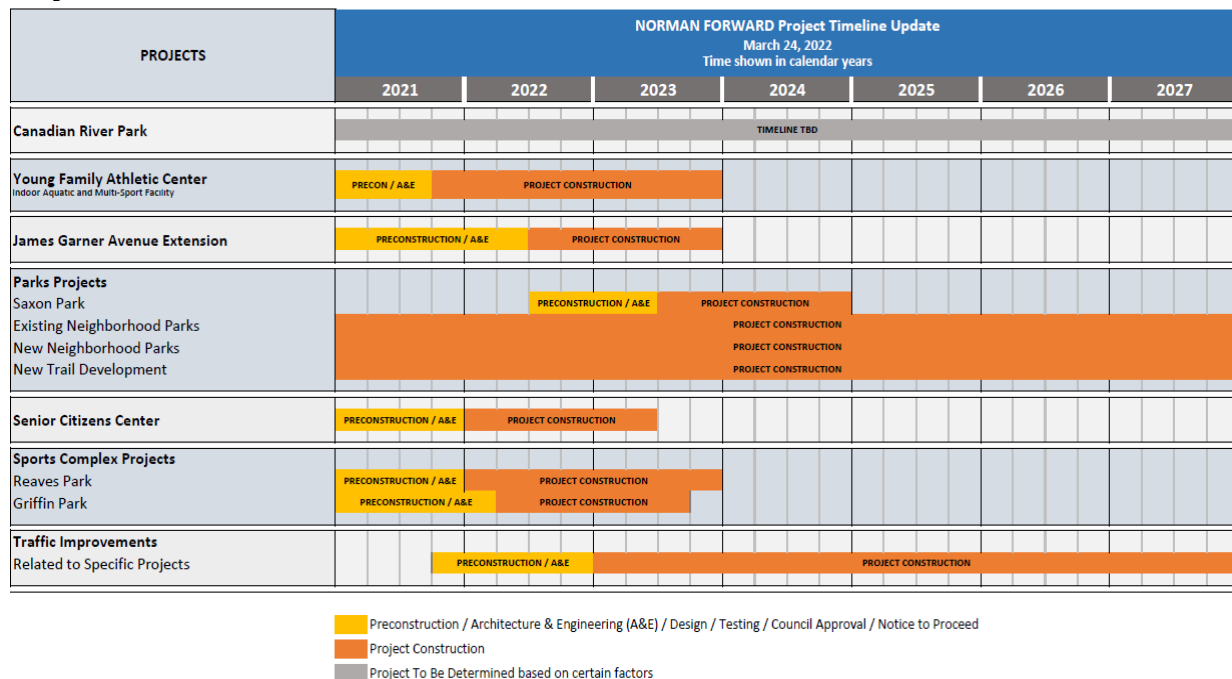 PROJECTS
NORMAN FORWARD Project Timeline Update
March 24, 2022
Time shown in calendar years
2021 2022 2023 2024 2025 2026 2027
Canadian River Park
TIMELINE TBD
Young Family Athletic Center
Indoor Aquatic and Multi-Sport Facility
PRECON / A&E PROJECT CONSTRUCTION
James Garner Avenue Extension
PRECONSTRUCTION / A&E PROJECT CONSTRUCTION
Parks Projects
Saxon Park PRECONSTRUCTION / A&E PROJECT CONSTRUCTION
Existing Neighborhood Parks PROJECT CONSTRUCTION
New Neighborhood Parks PROJECT CONSTRUCTION
New Trail Development PROJECT CONSTRUCTION
Senior Citizens Center PRECONSTRUCTION / A&E PROJECT CONSTRUCTION
Sports Complex Projects
Reaves Park PRECONSTRUCTION / A&E PROJECT CONSTRUCTION
Griffin Park PRECONSTRUCTION / A&E PROJECT CONSTRUCTION
Traffic Improvements
Related to Specific Projects PRECONSTRUCTION / A&E PROJECT CONSTRUCTION
Preconstruction / Architecture & Engineering (A&E) / Design / Testing / Council Approval / Notice to Proceed
Project Construction
Project To Be Determined based on certain factors